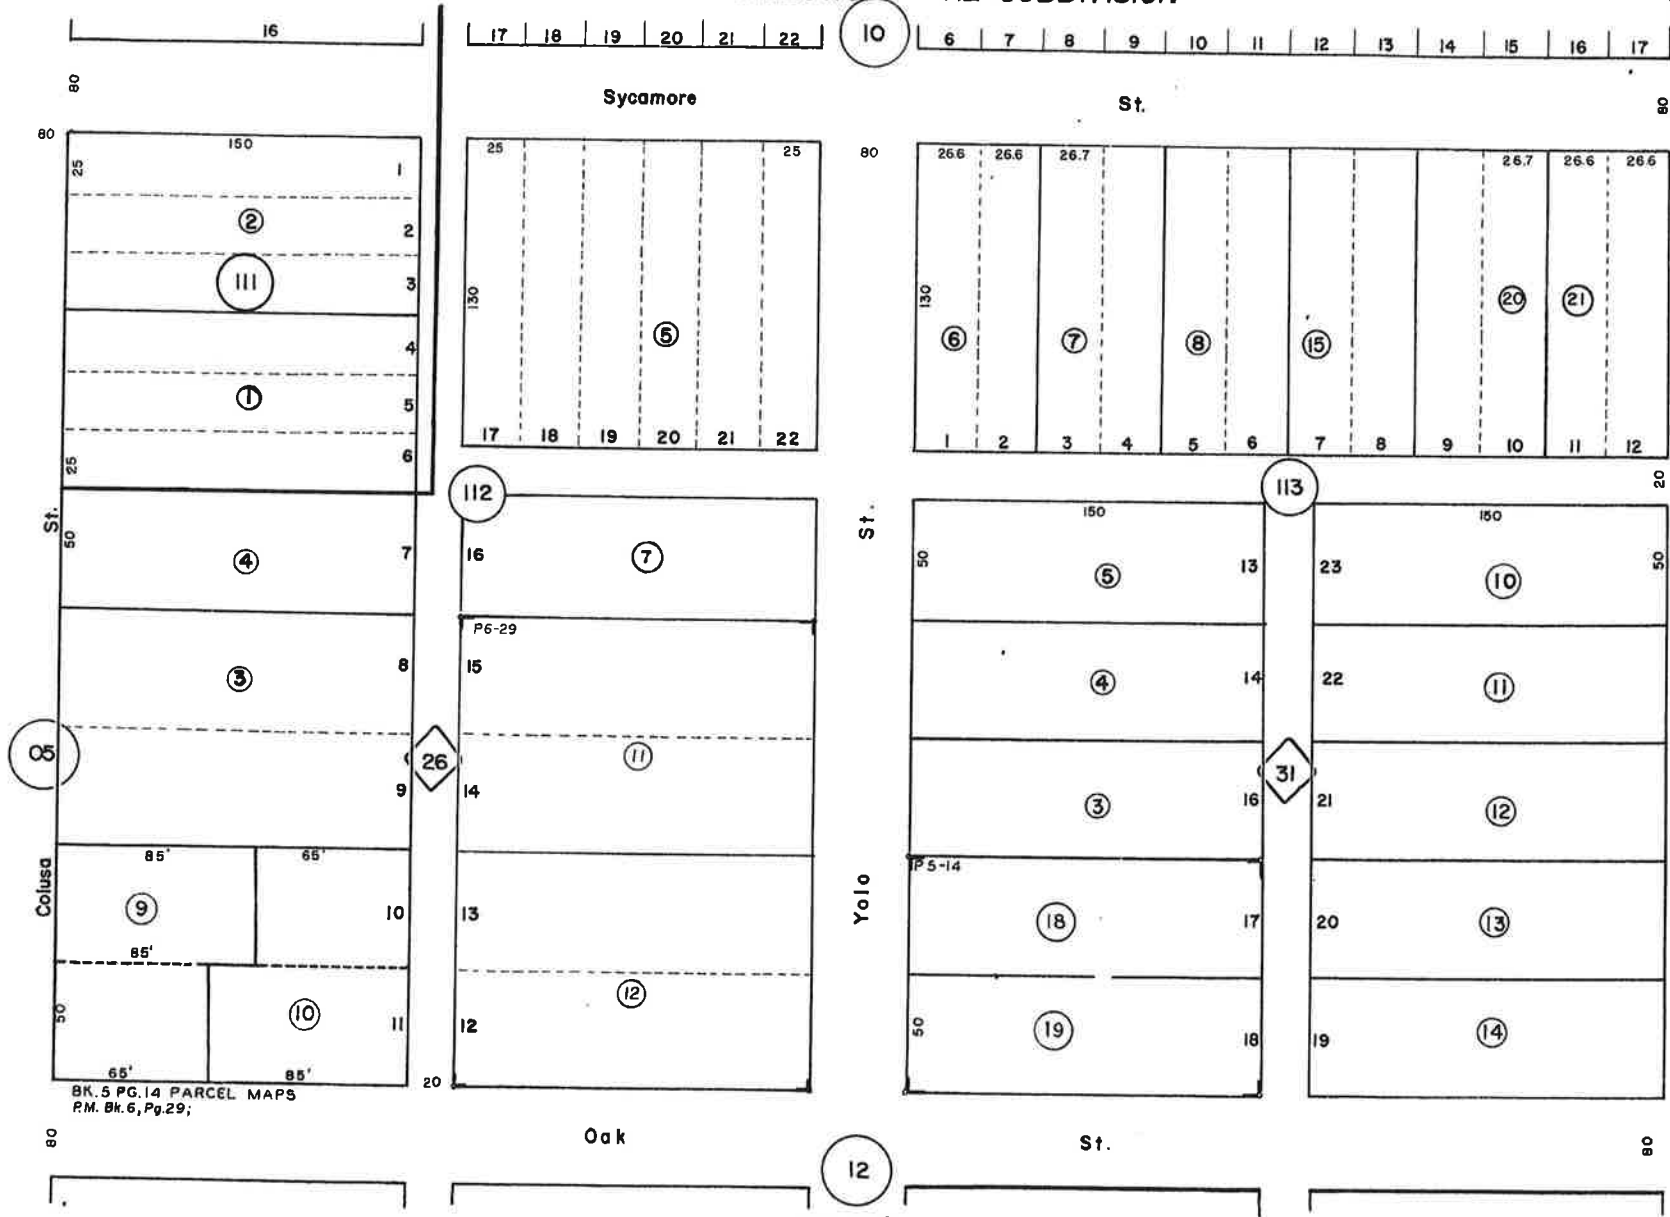 SUBDIVISION
16 17 18 19 20 21 22 10 6 7 8 9 10 11 12 13 14 15 16 17
80 Sycamore St. 80
80 150 25 25 80 26.6 26.6 26.7 26.7 26.6 26.6
25 1
2 2
111 3 130 130 20 21
4 5 6 7 8 15
1 5
25 6 17 18 19 20 21 22 1 2 3 4 5 6 7 8 9 10 11 12
112 113 20
St. St. 150 150
50 4 7 16 7 50 5 13 23 10 50
P6-29
3 8 15 4 14 22 11
05 26 11 31
9 14 3 16 21 12
85' 65' P5-14
Colusa 9 10 13 Yolo 18 17 20 13
85'
50 10 11 12 12 50 19 18 19 14
65' 85' 20
BK.5 PG.14 PARCEL MAPS
P.M. Bk.6, Pg.29;
80 Oak St. 80
12